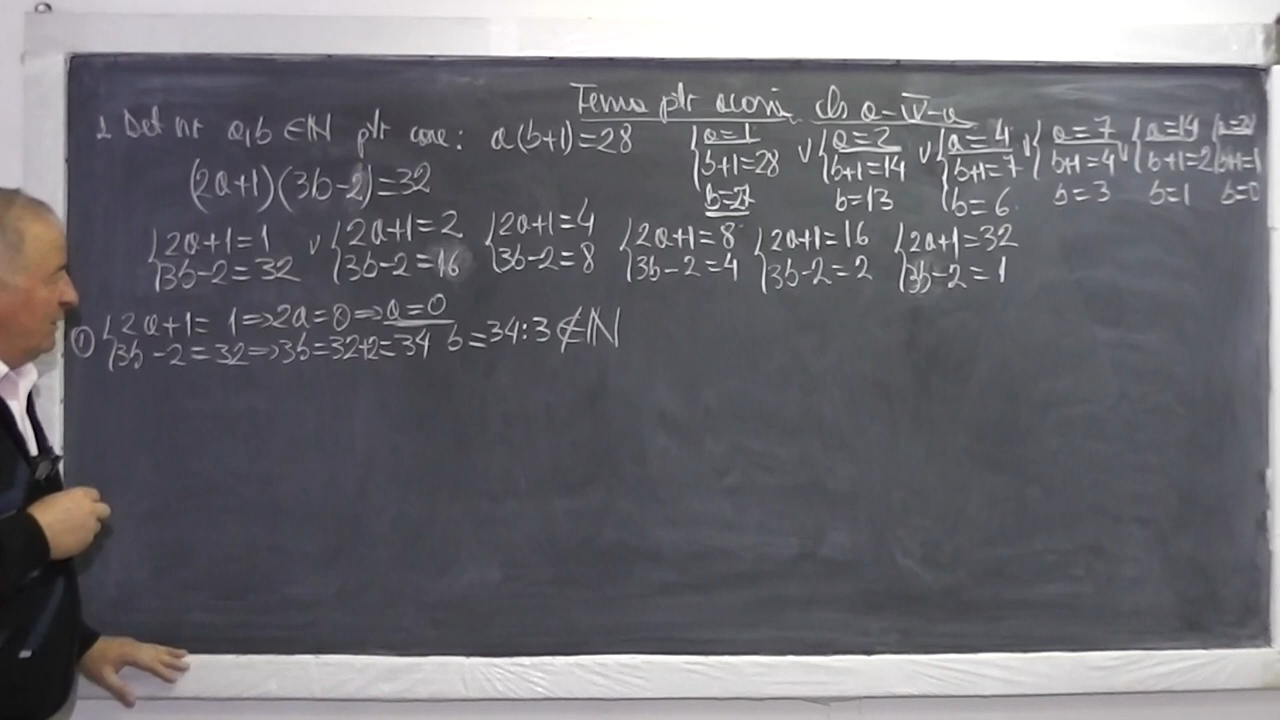 Tema ptr acasă cls a-IV-a
2. Det nr a,b ∈ ℕ ptr care: a(b+1)=28 {a=1 ∨ {a=2 ∨ {a=4 ∨ {a=7 ∨ {a=14 {a=28
b+1=28 b+1=14 b+1=7 b+1=4 b+1=2 b+1=1
b=27 b=13 b=6 b=3 b=1 b=0
(2a+1)(3b-2)=32
{2a+1=1 ∨ {2a+1=2 {2a+1=4 {2a+1=8 {2a+1=16 {2a+1=32
3b-2=32 3b-2=16 3b-2=8 3b-2=4 3b-2=2 3b-2=1
① {2a+1=1⇒2a=0⇒a=0
3b-2=32⇒3b=32+2=34 b=34:3∉ℕ